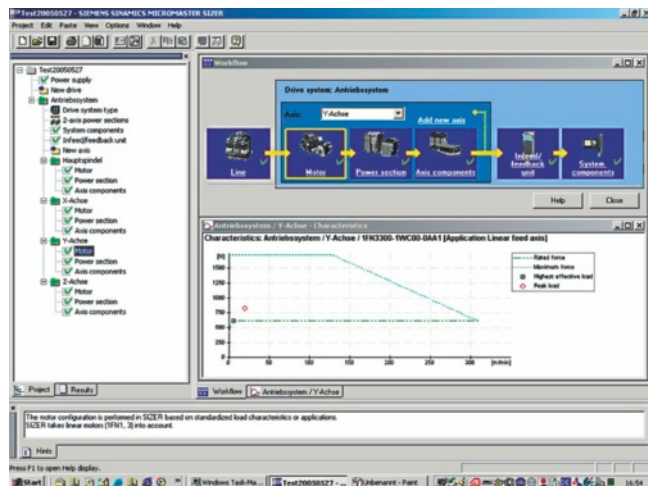 Test20050527 - SIEMENS SINAMICS MICROMASTER SIZER
Project Edit Paste View Options Window Help
Test20050527
Power supply
New drive
Antriebssystem
Drive system type
2-axis power sections
System components
Infeed/feedback unit
New axis
Hauptspindel
Motor
Power section
Axis components
X-Achse
Motor
Power section
Axis components
Y-Achse
Motor
Power section
Axis components
Z-Achse
Motor
Power section
Axis components
Project Results
Workflow
Drive system: Antriebssystem
Axis: Y-Achse
Add new axis
Line
Motor
Power section
Axis components
Infeed/
feedback
unit
System
components
Help Close
Antriebssystem / Y-Achse - Characteristics
Characteristics: Antriebssystem / Y-Achse / 1FN3300-1WC00-0AA1 [Application Linear feed axis]
[N]
1500
1250
1000
750
500
250
0
0 50 100 150 200 250 300 [m/min]
Rated force
Maximum force
Highest effective load
Peak load
Workflow Antriebssystem / Y-Achse
The motor configuration is performed in SIZER based on standardized load characteristics or applications.
SIZER takes linear motors (1FN1, 3) into account.
Hints
Press F1 to open Help display.
Start Windows Task-Ma... Test20050527 - ... Unbenannt - Paint 16:54